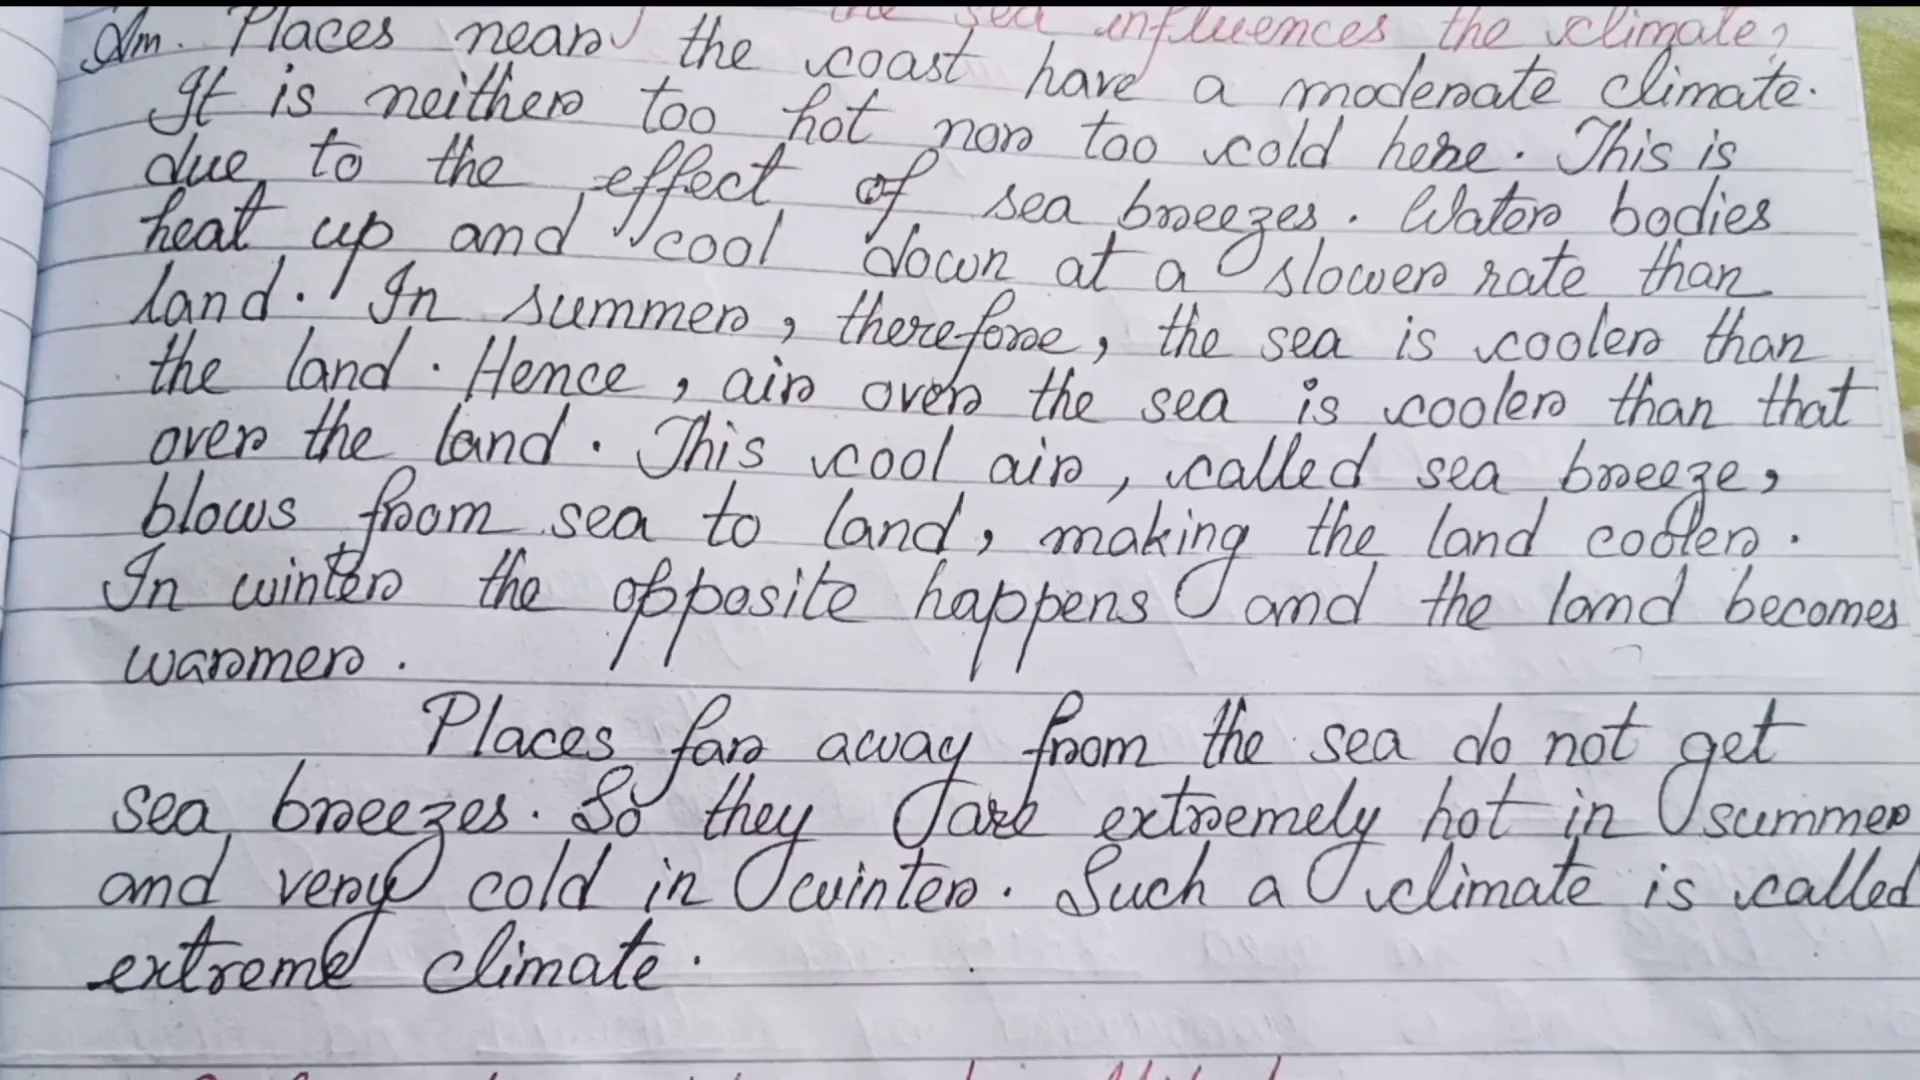 the sea influences the climate?
Ans. Places near the coast have a moderate climate.
It is neither too hot nor too cold here. This is
due to the effect of sea breezes. Water bodies
heat up and cool down at a slower rate than
land. In summer, therefore, the sea is cooler than
the land. Hence, air over the sea is cooler than that
over the land. This cool air, called sea breeze,
blows from sea to land, making the land cooler.
In winter the opposite happens and the land becomes
warmer.
Places far away from the sea do not get
sea breezes. So they are extremely hot in summer
and very cold in winter. Such a climate is called
extreme climate.